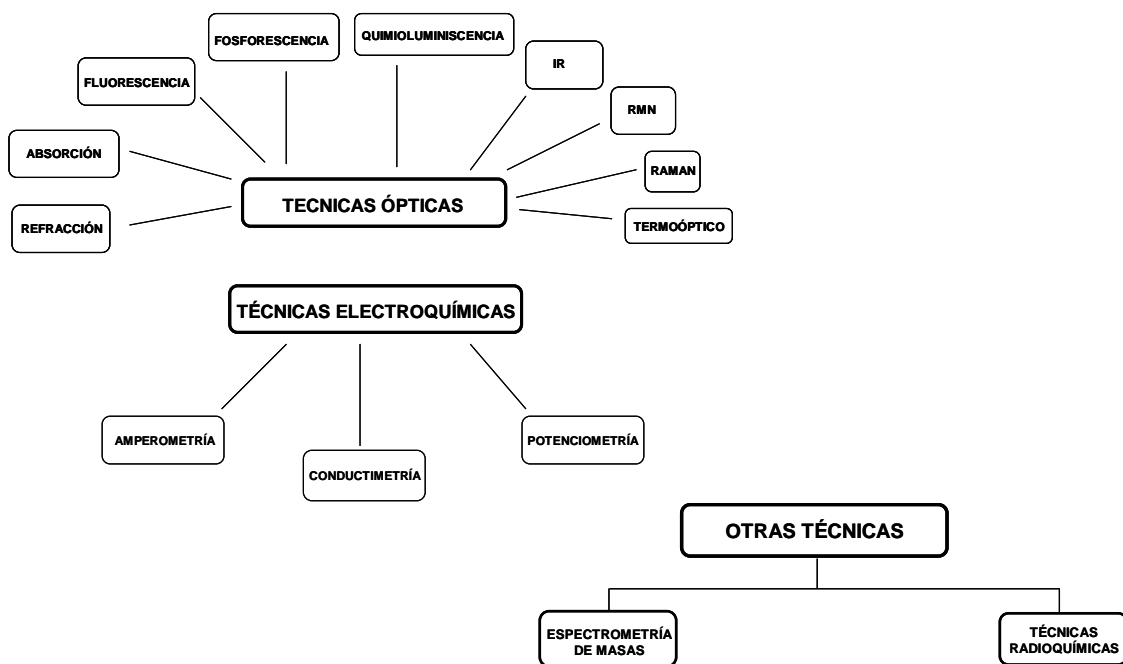 FOSFORESCENCIA
QUIMIOLUMINISCENCIA
IR
FLUORESCENCIA
RMN
ABSORCIÓN
RAMAN
TECNICAS ÓPTICAS
REFRACCIÓN
TERMOÓPTICO
TÉCNICAS ELECTROQUÍMICAS
AMPEROMETRÍA
POTENCIOMETRÍA
CONDUCTIMETRÍA
OTRAS TÉCNICAS
ESPECTROMETRÍA
DE MASAS
TÉCNICAS
RADIOQUÍMICAS